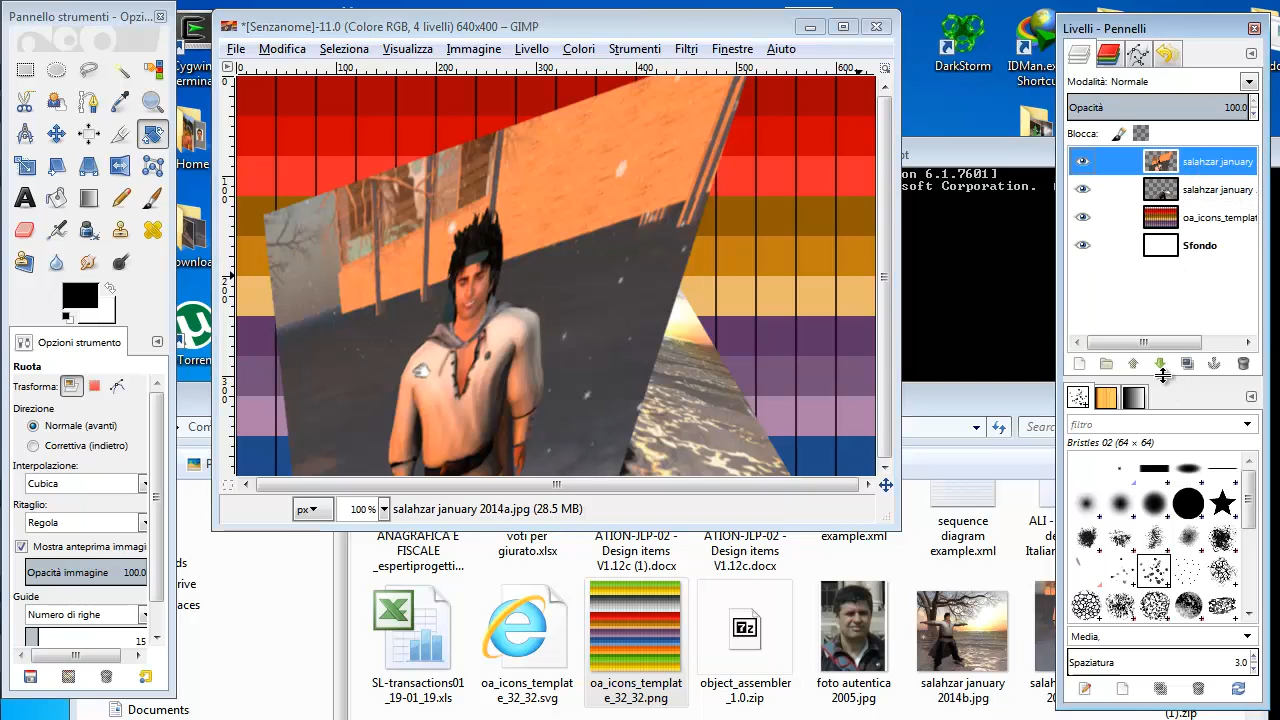 Pannello strumenti - Opzi...
Ruota
Opzioni strumento
Trasforma:
Direzione
Normale (avanti)
Correttiva (indietro)
Interpolazione:
Cubica
Ritaglio:
Regola
Mostra anteprima immagi
Opacità immagine 100.0
Guide
Numero di righe
15
Cygwin
Home
Torren
Documents
*[Senzanome]-11.0 (Colore RGB, 4 livelli) 640x400 – GIMP
File Modifica Seleziona Visualizza Immagine Livello Colori Strumenti Filtri Finestre Aiuto
0 100 200 300 400 500 600
px 100 % salahzar january 2014a.jpg (28.5 MB)
DarkStorm
IDMan.ex
Shortcu
on 6.1.7601]
soft Corporation.
Livelli - Pennelli
Modalità: Normale
Opacità 100.0
Blocca:
salahzar january
salahzar january
oa_icons_templat
Sfondo
filtro
Bristles 02 (64 × 64)
Media,
Spaziatura 3.0
ANAGRAFICA E
FISCALE
_espertiprogetti...
voti per
giurato.xlsx
ATION-JLP-02 -
Design items
V1.12c (1).docx
ATION-JLP-02 -
Design items
V1.12c.docx
example.xml
sequence
diagram
example.xml
ALI -
Italian
SL-transactions01
_19-01_19.xls
oa_icons_templat
e_32_32.svg
oa_icons_templat
e_32_32.png
object_assembler
_1.0.zip
foto autentica
2005.jpg
salahzar january
2014b.jpg
(1).zip